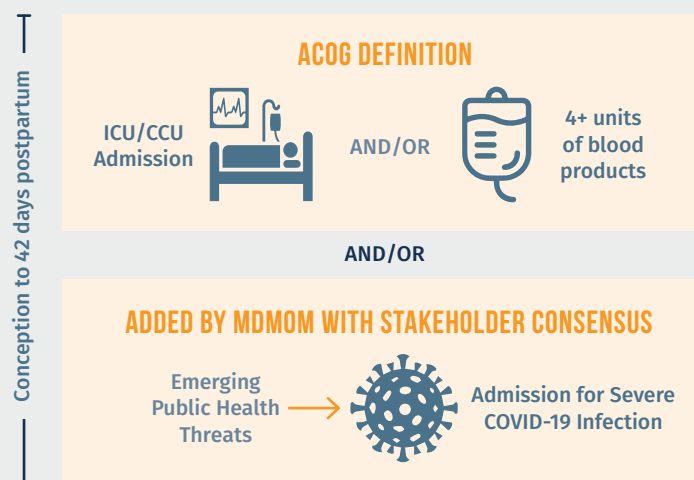 Conception to 42 days postpartum
ACOG DEFINITION
ICU/CCU
Admission
AND/OR
4+ units
of blood
products
AND/OR
ADDED BY MDMOM WITH STAKEHOLDER CONSENSUS
Emerging
Public Health
Threats
Admission for Severe
COVID-19 Infection